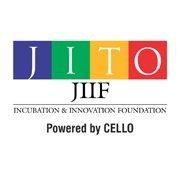 JITO
JIIF
INCUBATION & INNOVATION FOUNDATION
Powered by CELLO